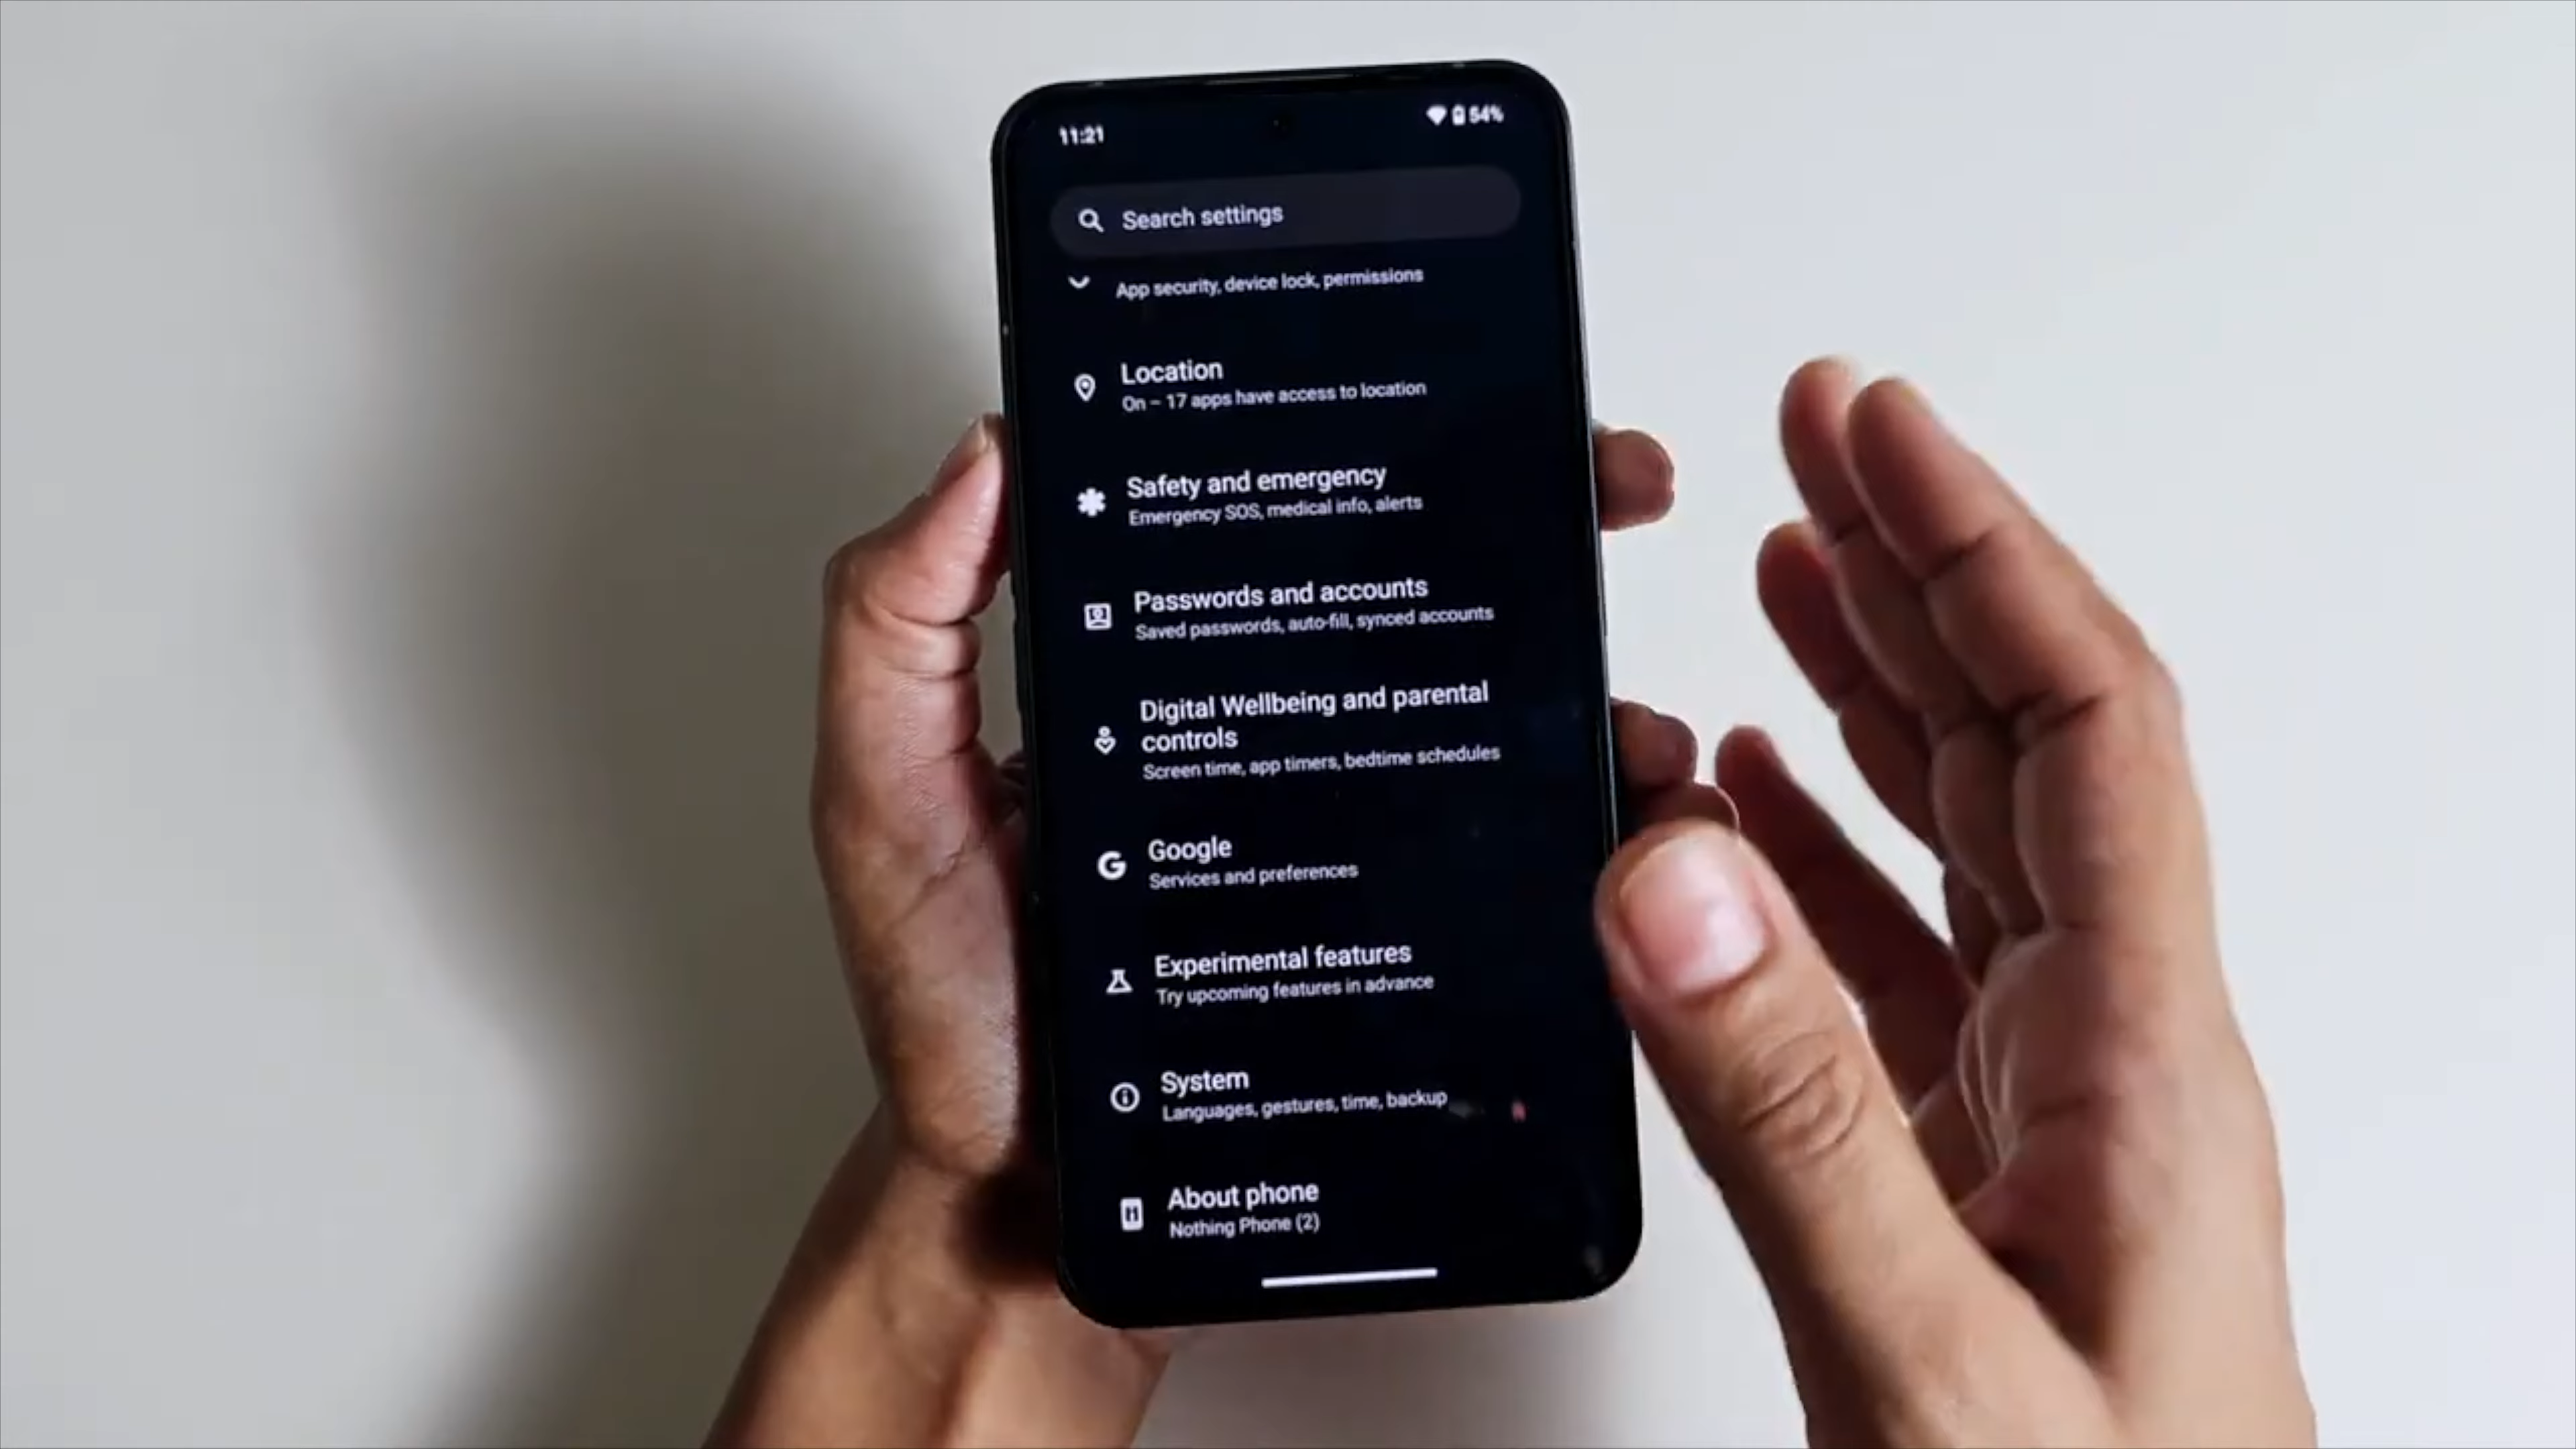 11:21
54%
Search settings
App security, device lock, permissions
Location
On – 17 apps have access to location
Safety and emergency
Emergency SOS, medical info, alerts
Passwords and accounts
Saved passwords, auto-fill, synced accounts
Digital Wellbeing and parental
controls
Screen time, app timers, bedtime schedules
Google
Services and preferences
Experimental features
Try upcoming features in advance
System
Languages, gestures, time, backup
About phone
Nothing Phone (2)